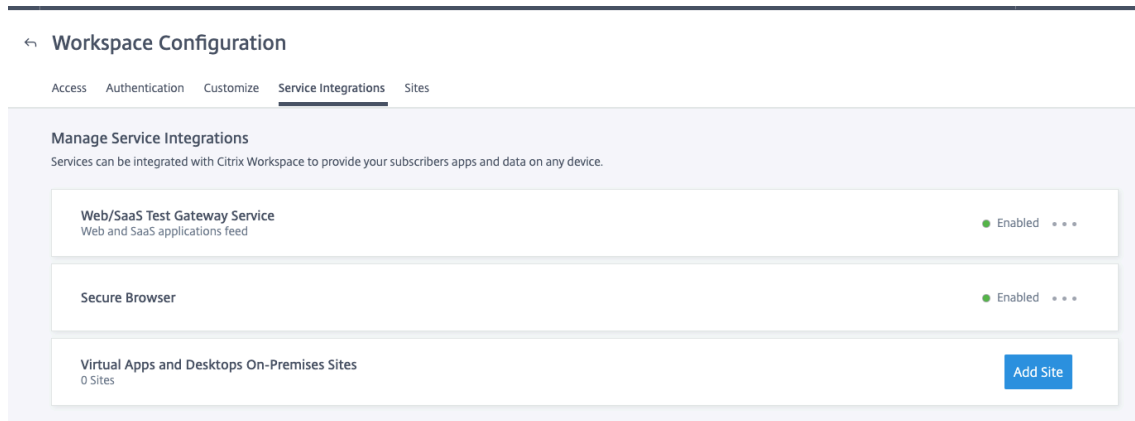 Workspace Configuration
Access Authentication Customize Service Integrations Sites
Manage Service Integrations
Services can be integrated with Citrix Workspace to provide your subscribers apps and data on any device.
Web/SaaS Test Gateway Service
Web and SaaS applications feed
Enabled
Secure Browser
Enabled
Virtual Apps and Desktops On-Premises Sites
0 Sites
Add Site